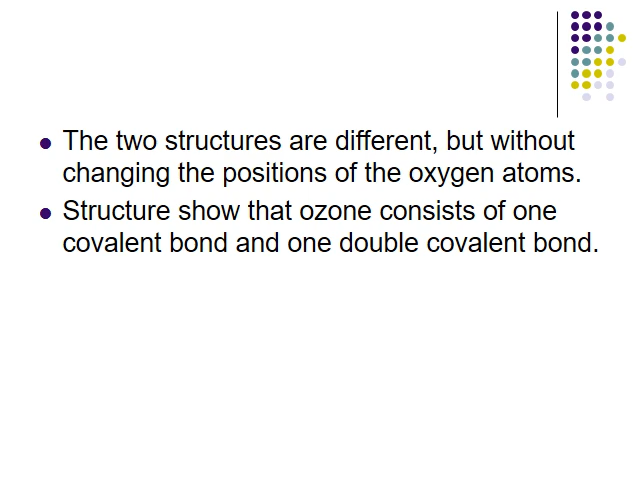 The two structures are different, but without
changing the positions of the oxygen atoms.
Structure show that ozone consists of one
covalent bond and one double covalent bond.